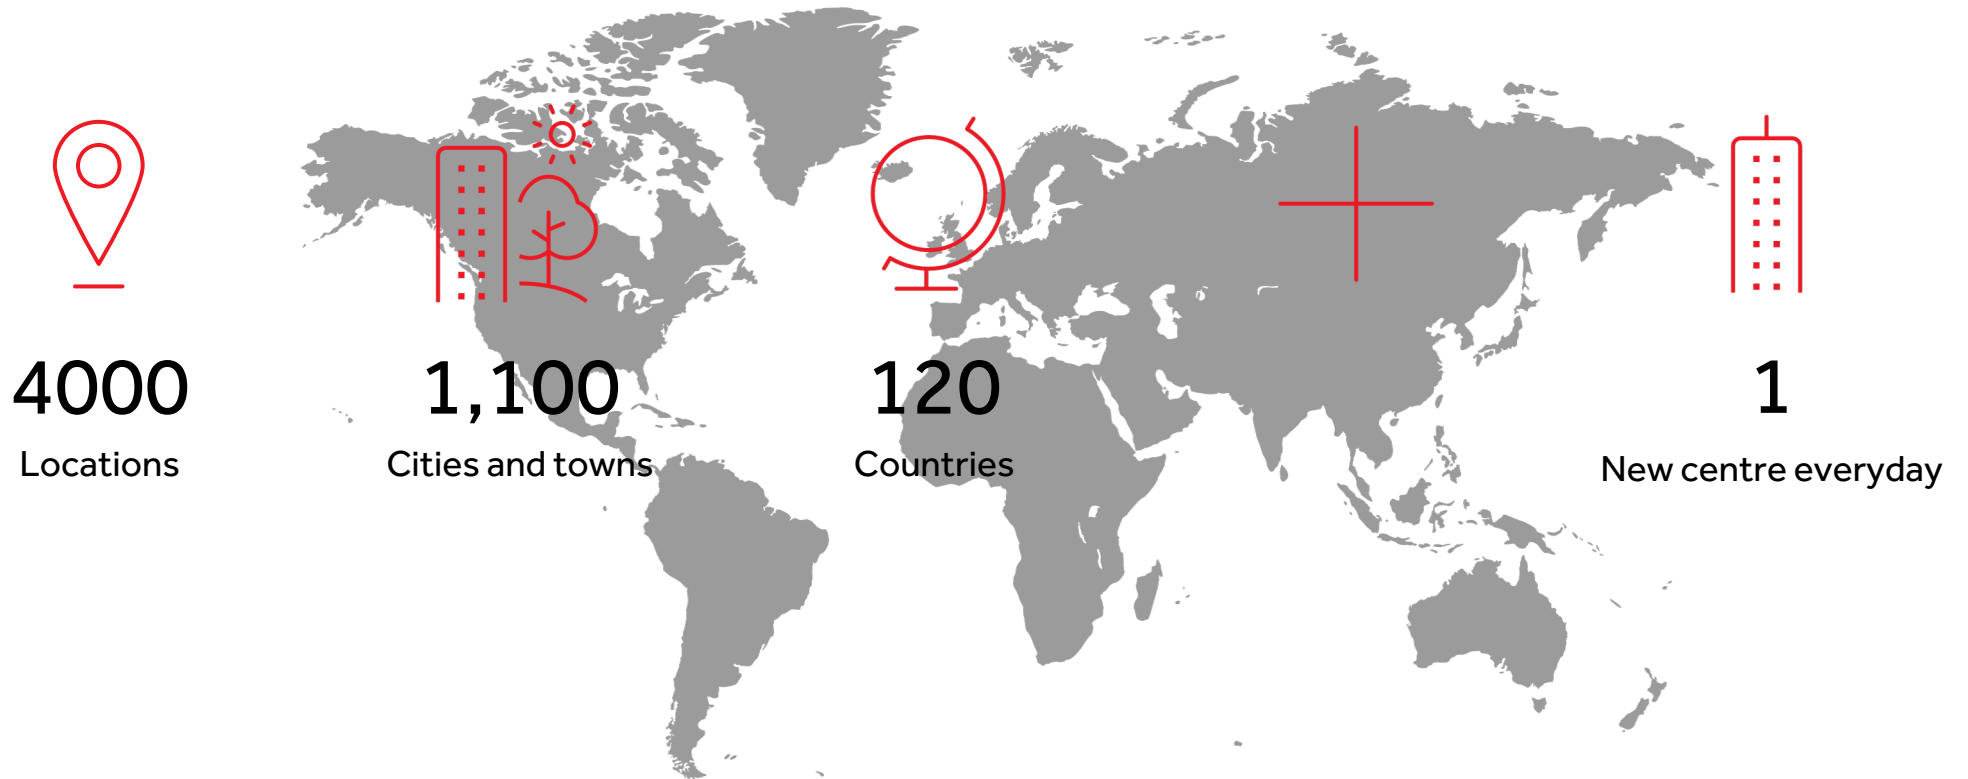 4000
Locations
1,100
Cities and towns
120
Countries
1
New centre everyday